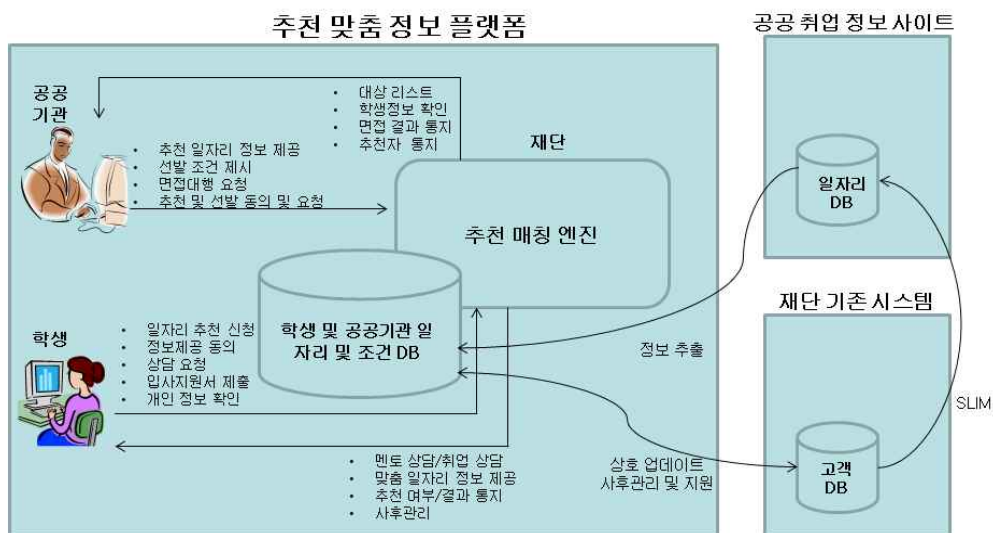 추천 맞춤 정보 플랫폼
공공 취업 정보 사이트
공공
기관
• 대상 리스트
• 학생정보 확인
• 면접 결과 통지
• 추천자 통지
• 추천 일자리 정보 제공
• 선발 조건 제시
• 면접대행 요청
• 추천 및 선발 동의 및 요청
재단
추천 매칭 엔진
일자리
DB
학생 및 공공기관 일
자리 및 조건 DB
재단 기존 시스템
학생
• 일자리 추천 신청
• 정보제공 동의
• 상담 요청
• 입사지원서 제출
• 개인 정보 확인
정보 추출
SLIM
• 멘토 상담/취업 상담
• 맞춤 일자리 정보 제공
• 추천 여부/결과 통지
• 사후관리
상호 업데이트
사후관리 및 지원
고객
DB